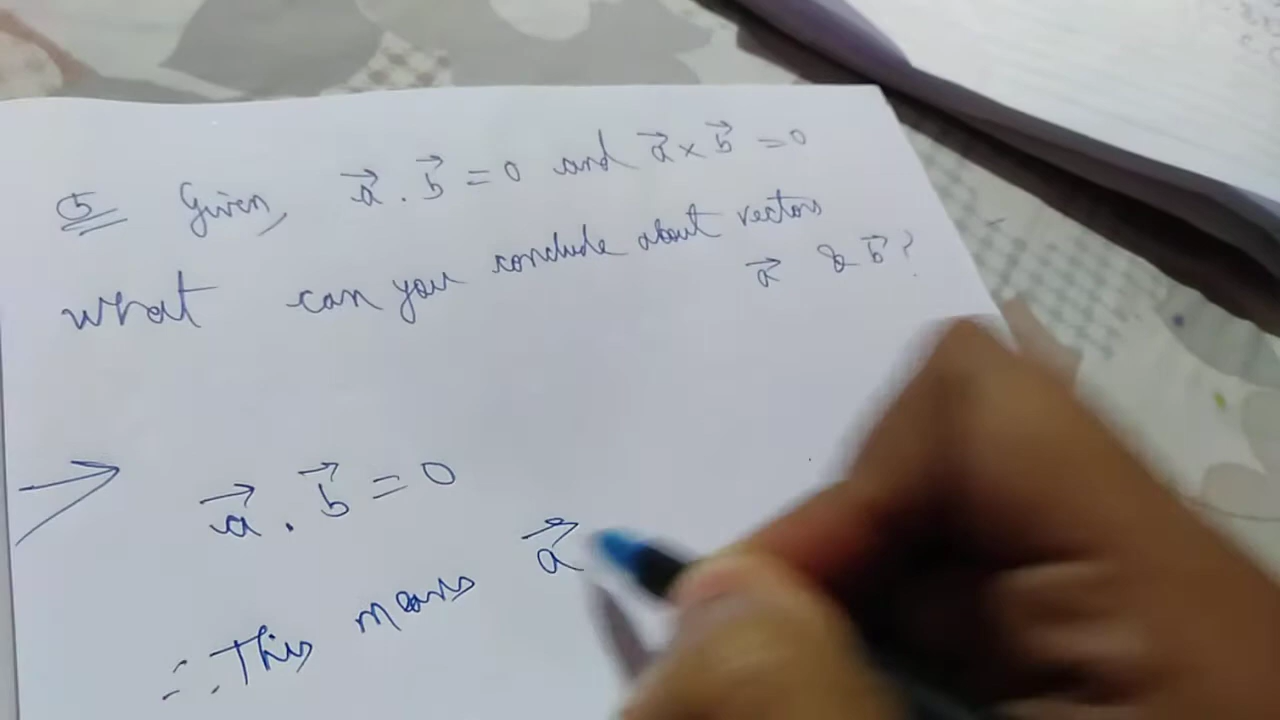 5 Given, a⃗ . b⃗ = 0 and a⃗ × b⃗ = 0
What can you conclude about vectors
a⃗ & b⃗ ?
a⃗ . b⃗ = 0
∴ This means a⃗